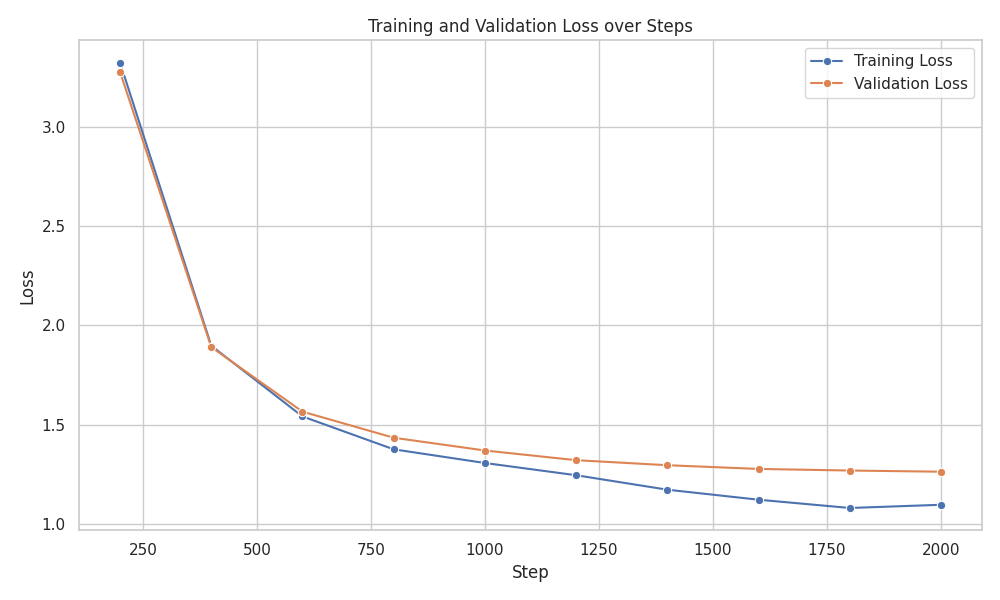 Training and Validation Loss over Steps
Training Loss
Validation Loss
Loss
3.0
2.5
2.0
1.5
1.0
250 500 750 1000 1250 1500 1750 2000
Step